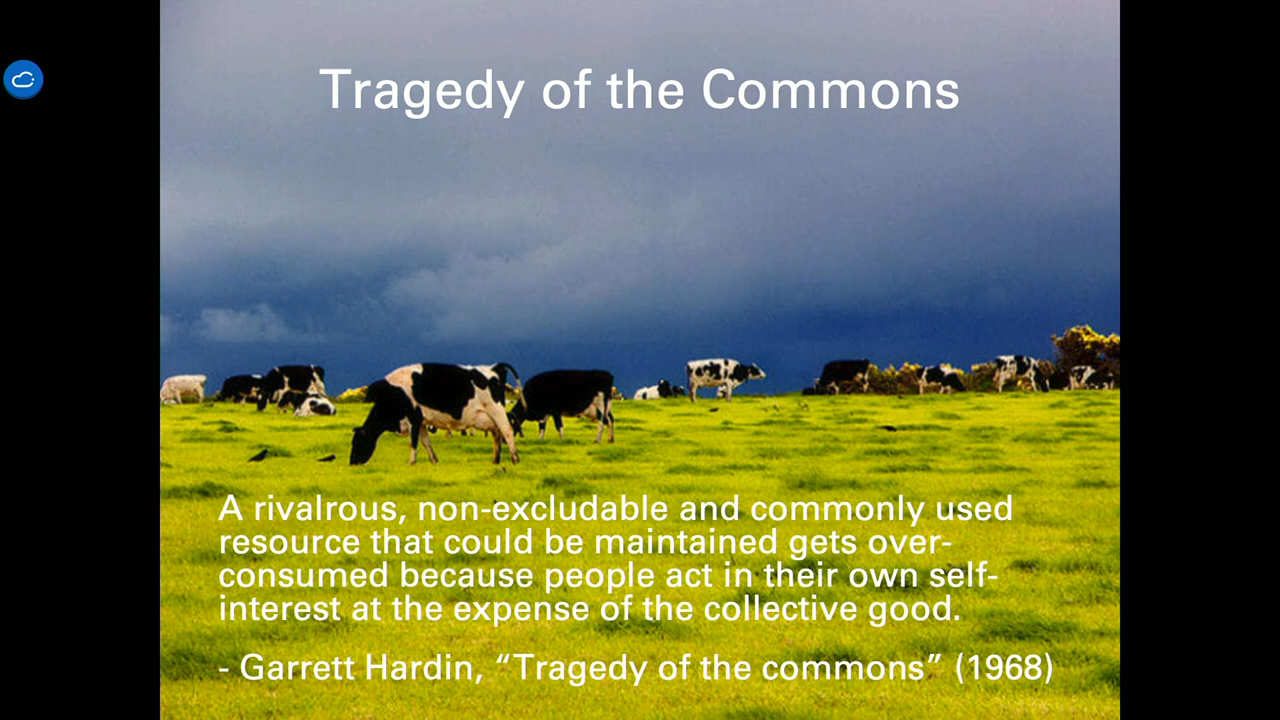 Tragedy of the Commons
A rivalrous, non-excludable and commonly used
resource that could be maintained gets over-
consumed because people act in their own self-
interest at the expense of the collective good.
- Garrett Hardin, “Tragedy of the commons” (1968)